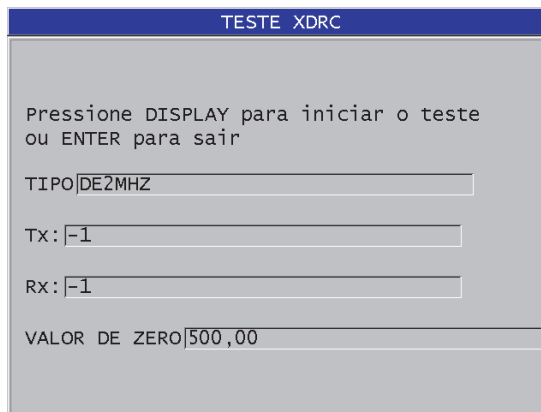 TESTE XDRC
Pressione DISPLAY para iniciar o teste
ou ENTER para sair
TIPO DE2MHZ
Tx: -1
Rx: -1
VALOR DE ZERO 500,00